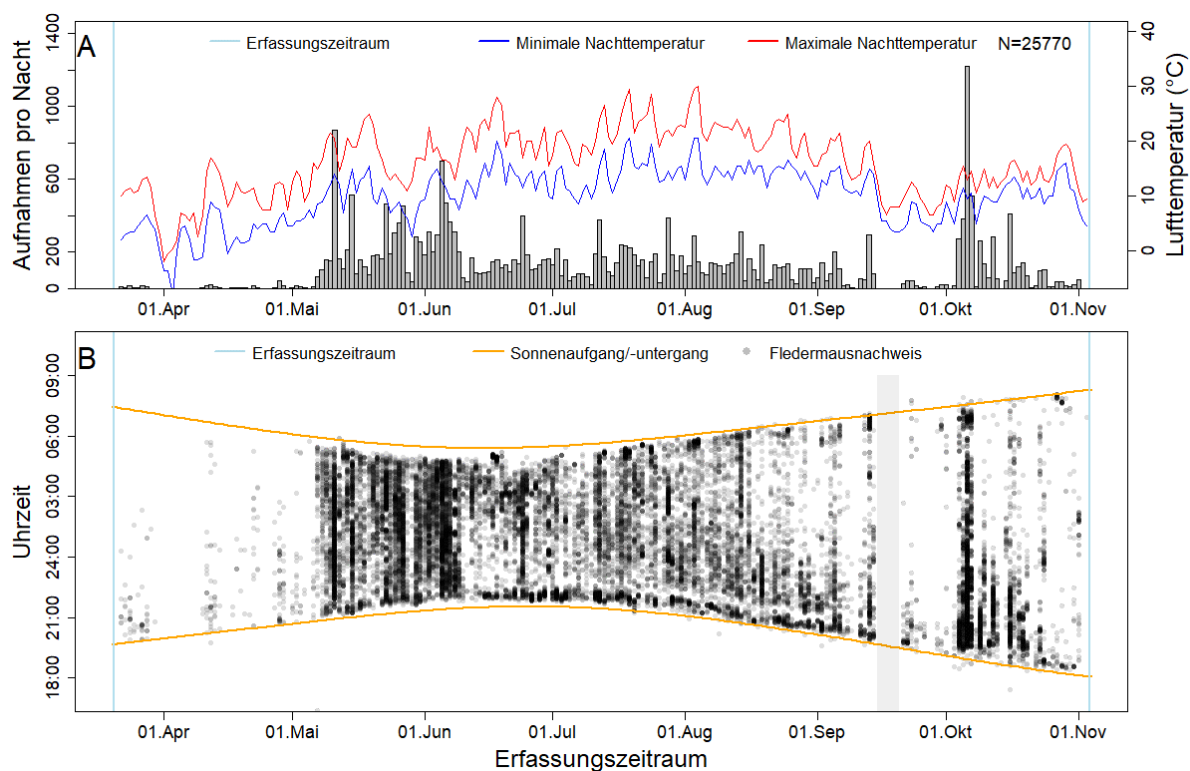 A
Erfassungszeitraum
Minimale Nachttemperatur
Maximale Nachttemperatur
N=25770
Aufnahmen pro Nacht
1400
1000
600
200
0
Lufttemperatur (°C)
40
30
20
10
0
01.Apr
01.Mai
01.Jun
01.Jul
01.Aug
01.Sep
01.Okt
01.Nov
B
Erfassungszeitraum
Sonnenaufgang/-untergang
Fledermausnachweis
Uhrzeit
09:00
06:00
03:00
24:00
21:00
18:00
01.Apr
01.Mai
01.Jun
01.Jul
01.Aug
01.Sep
01.Okt
01.Nov
Erfassungszeitraum